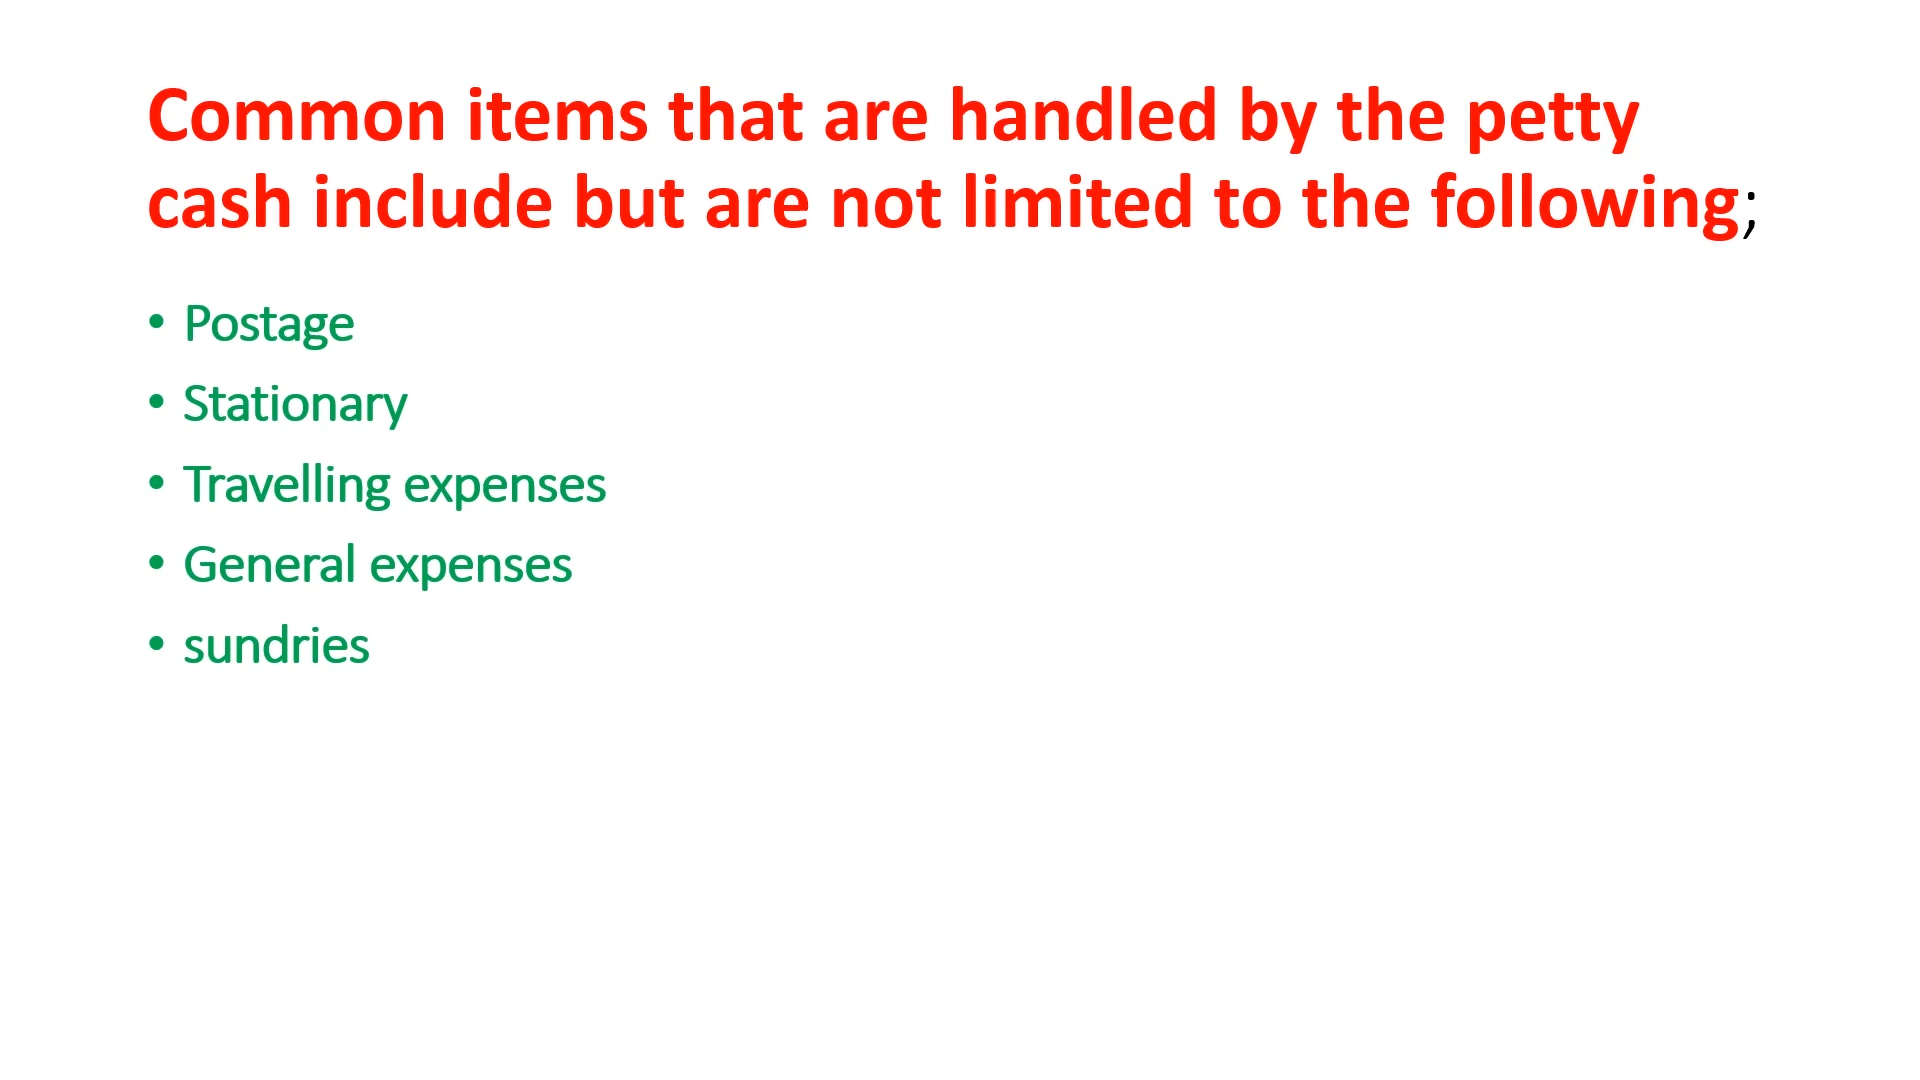 Common items that are handled by the petty
cash include but are not limited to the following;
• Postage
• Stationary
• Travelling expenses
• General expenses
• sundries